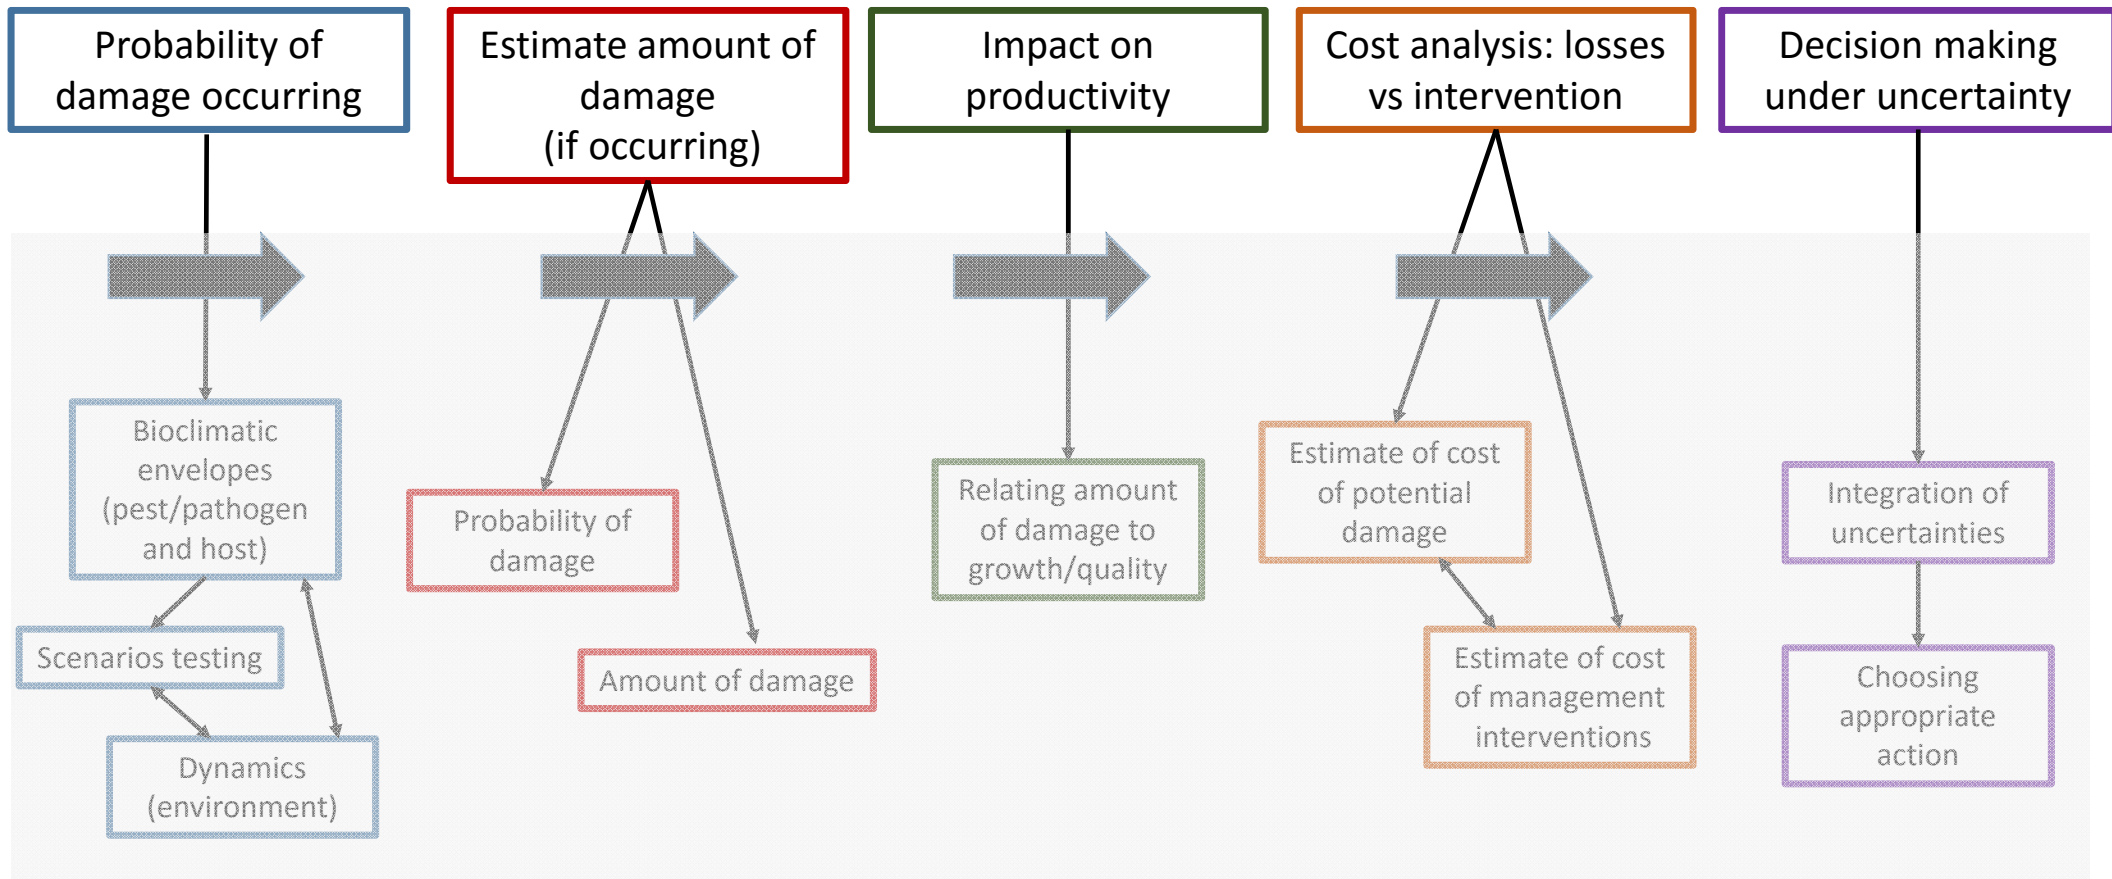 Probability of
damage occurring
Estimate amount of
damage
(if occurring)
Impact on
productivity
Cost analysis: losses
vs intervention
Decision making
under uncertainty
Bioclimatic
envelopes
(pest/pathogen
and host)
Scenarios testing
Dynamics
(environment)
Probability of
damage
Amount of damage
Relating amount
of damage to
growth/quality
Estimate of cost
of potential
damage
Estimate of cost
of management
interventions
Integration of
uncertainties
Choosing
appropriate
action